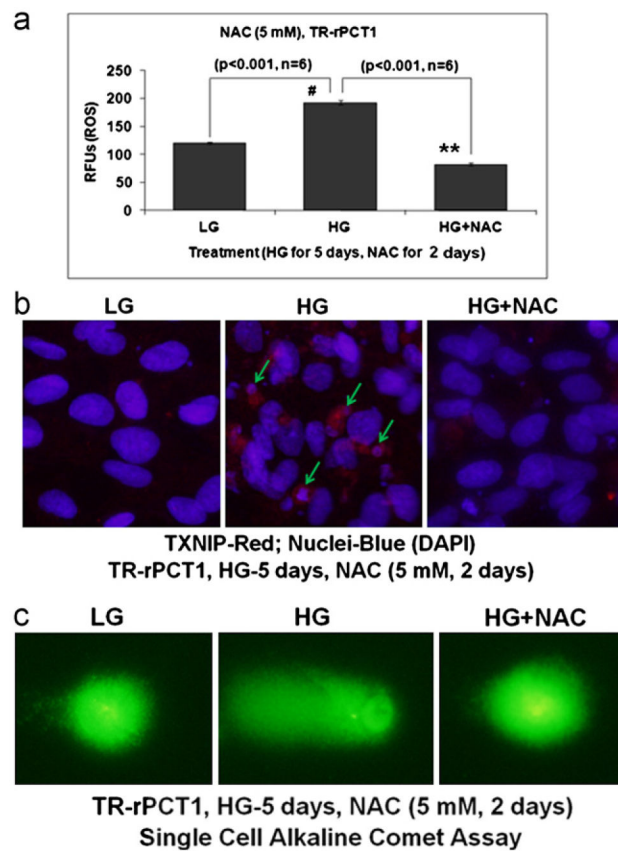 a
NAC (5 mM), TR-rPCT1
(p<0.001, n=6) (p<0.001, n=6)
250
200
150
100
50
0
RFUs (ROS)
#
**
LG HG HG+NAC
Treatment (HG for 5 days, NAC for 2 days)
b
LG HG HG+NAC
TXNIP-Red; Nuclei-Blue (DAPI)
TR-rPCT1, HG-5 days, NAC (5 mM, 2 days)
c
LG HG HG+NAC
TR-rPCT1, HG-5 days, NAC (5 mM, 2 days)
Single Cell Alkaline Comet Assay